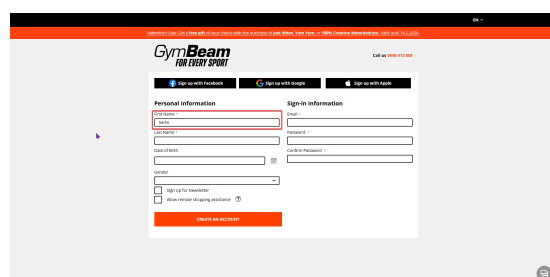 EN
Valentine's Sale: Get a free gift of your choice with the purchase of Just Whey, Yum Yum, or 100% Creatine Monohydrate. Valid until 14.2.2026.
GymBeam
FOR EVERY SPORT
Call us 0948 413 808
Sign up with Facebook
Sign up with Google
Sign up with Apple
Personal Information
First Name *
Last Name *
Date of Birth
Gender
Sign Up for Newsletter
Allow remote shopping assistance
CREATE AN ACCOUNT
Sign-in Information
Email *
Password *
Confirm Password *